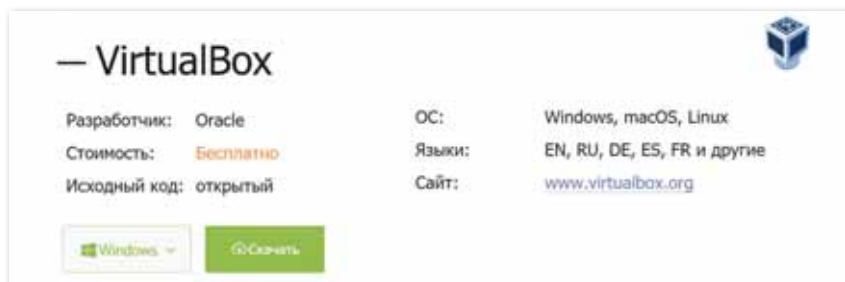 — VirtualBox
Разработчик: Oracle
Стоимость: Бесплатно
Исходный код: открытый
ОС: Windows, macOS, Linux
Языки: EN, RU, DE, ES, FR и другие
Сайт: www.virtualbox.org
Windows
Скачать